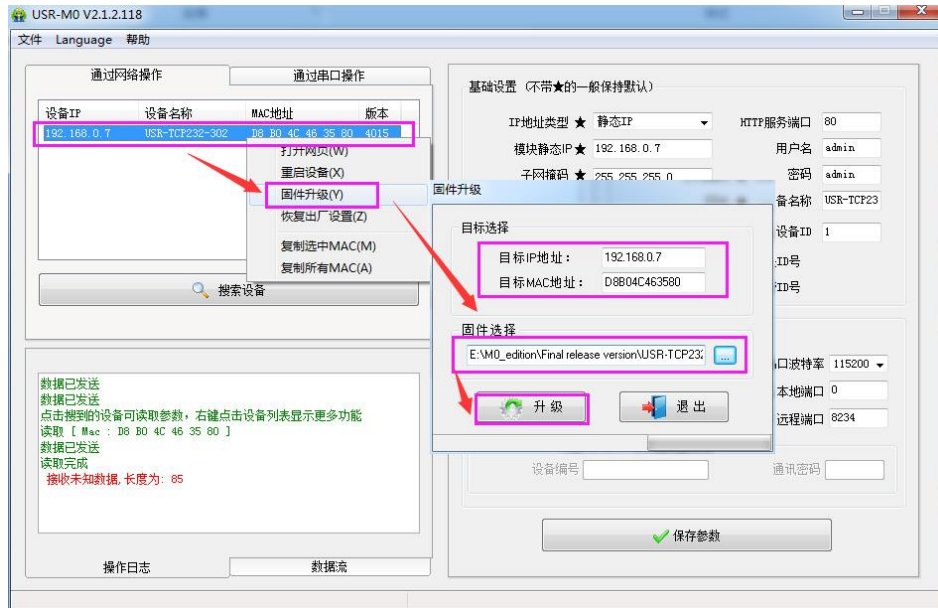 USR-M0 V2.1.2.118
文件 Language 帮助
通过网络操作 通过串口操作
设备IP 设备名称 MAC地址 版本
192.168.0.7 USR-TCP232-302 D8 B0 4C 46 35 80 4015
打开网页(W)
重启设备(X)
固件升级(Y)
恢复出厂设置(Z)
复制选中MAC(M)
复制所有MAC(A)
搜索设备
数据已发送
数据已发送
点击搜到的设备可读取参数，右键点击设备列表显示更多功能
读取 [ Mac : D8 B0 4C 46 35 80 ]
数据已发送
读取完成
接收未知数据,长度为: 85
操作日志 数据流
基础设置 (不带★的一般保持默认)
IP地址类型 ★ 静态IP HTTP服务端口 80
模块静态IP★ 192.168.0.7 用户名 admin
子网掩码 ★ 255 255 255 0 密码 admin
备名称 USR-TCP23
设备ID 1
ID号
ID号
固件升级
目标选择
目标IP地址： 192.168.0.7
目标MAC地址： D8B04C463580
固件选择
E:\M0_edition\Final release version\USR-TCP232 ...
升级 退出
口波特率 115200
本地端口 0
远程端口 8234
设备编号 通讯密码
保存参数